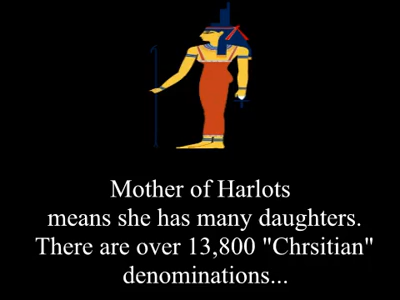 Mother of Harlots
means she has many daughters.
There are over 13,800 "Chrsitian"
denominations...